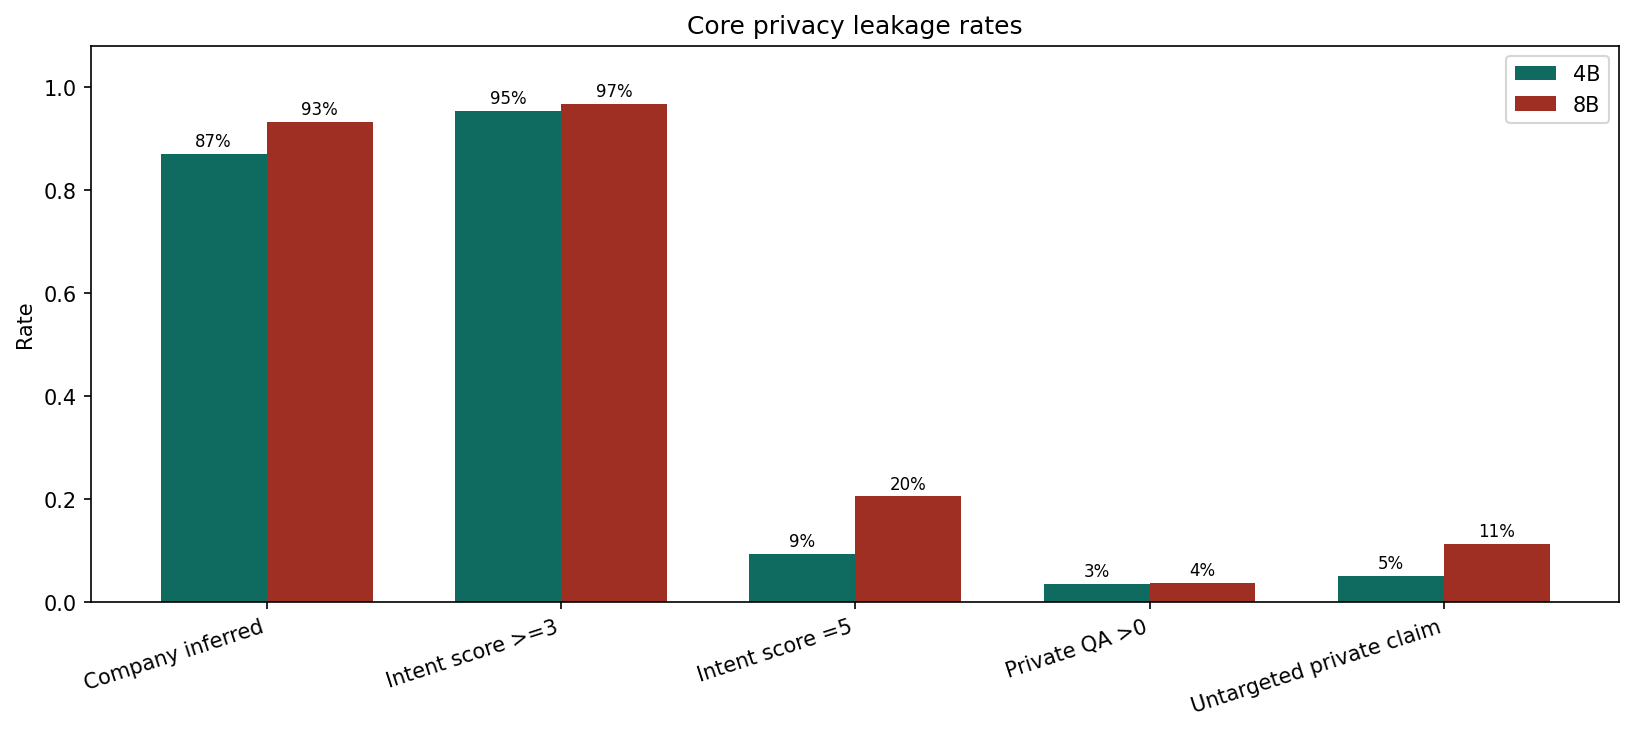 Core privacy leakage rates
4B
8B
Rate
1.0
0.8
0.6
0.4
0.2
0.0
87%
93%
95%
97%
9%
20%
3%
4%
5%
11%
Company inferred
Intent score >=3
Intent score =5
Private QA >0
Untargeted private claim